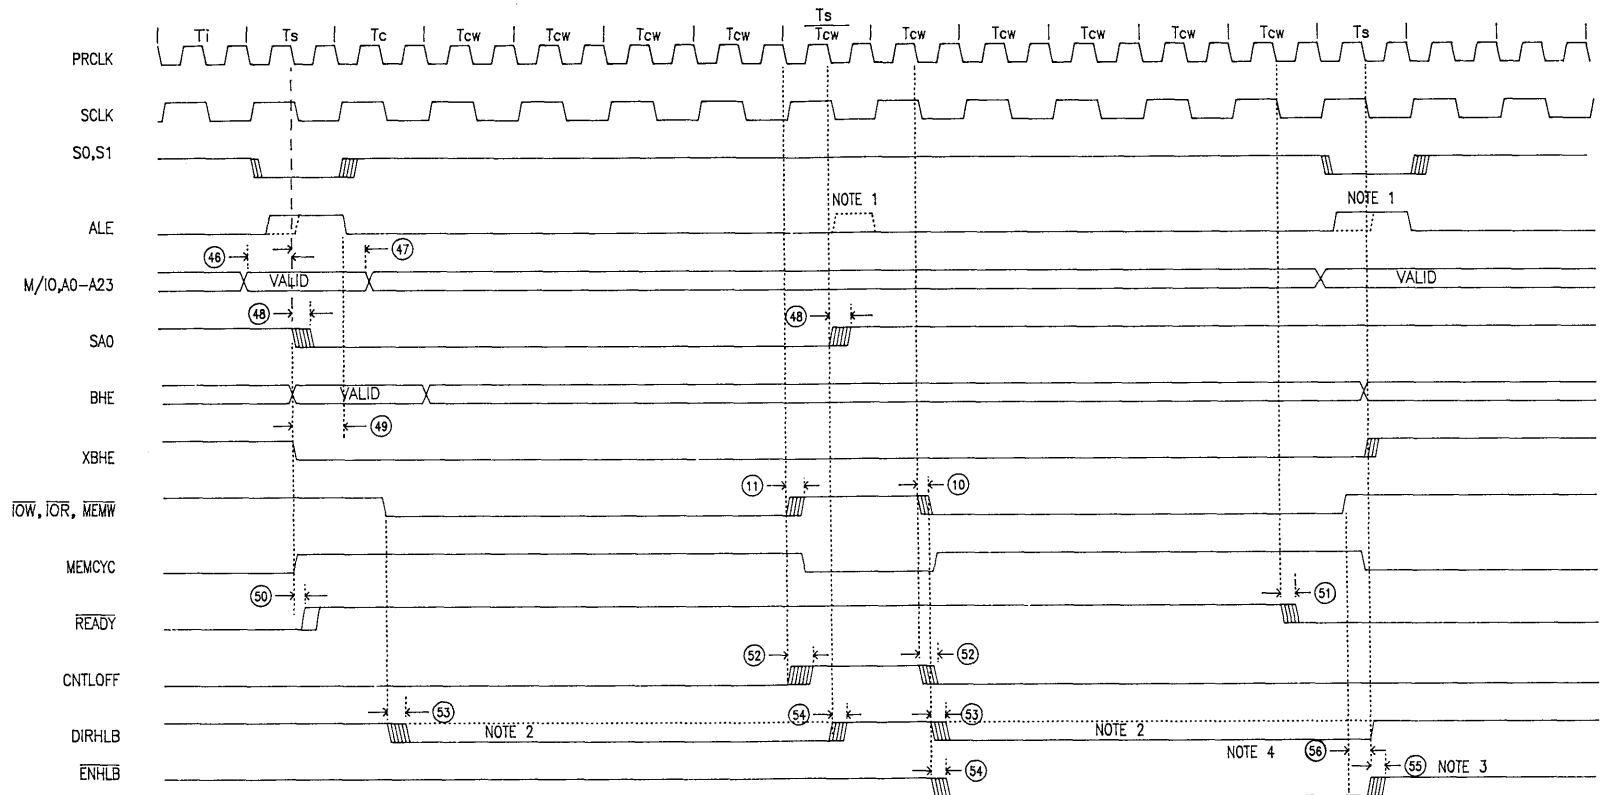 Ts
Ti Ts Tc Tcw Tcw Tcw Tcw Tcw Tcw Tcw Tcw Tcw Ts
PRCLK
SCLK
S0,S1
NOTE 1 NOTE 1
ALE
46 47
M/IO,A0-A23 VALID VALID
48 48
SA0
BHE VALID
49
XBHE
11 10
IOW, IOR, MEMW
MEMCYC
50 51
READY
52 52
CNTLOFF
53 54 53
DIRHLB NOTE 2 NOTE 2
NOTE 4 56
ENHLB 54 55 NOTE 3